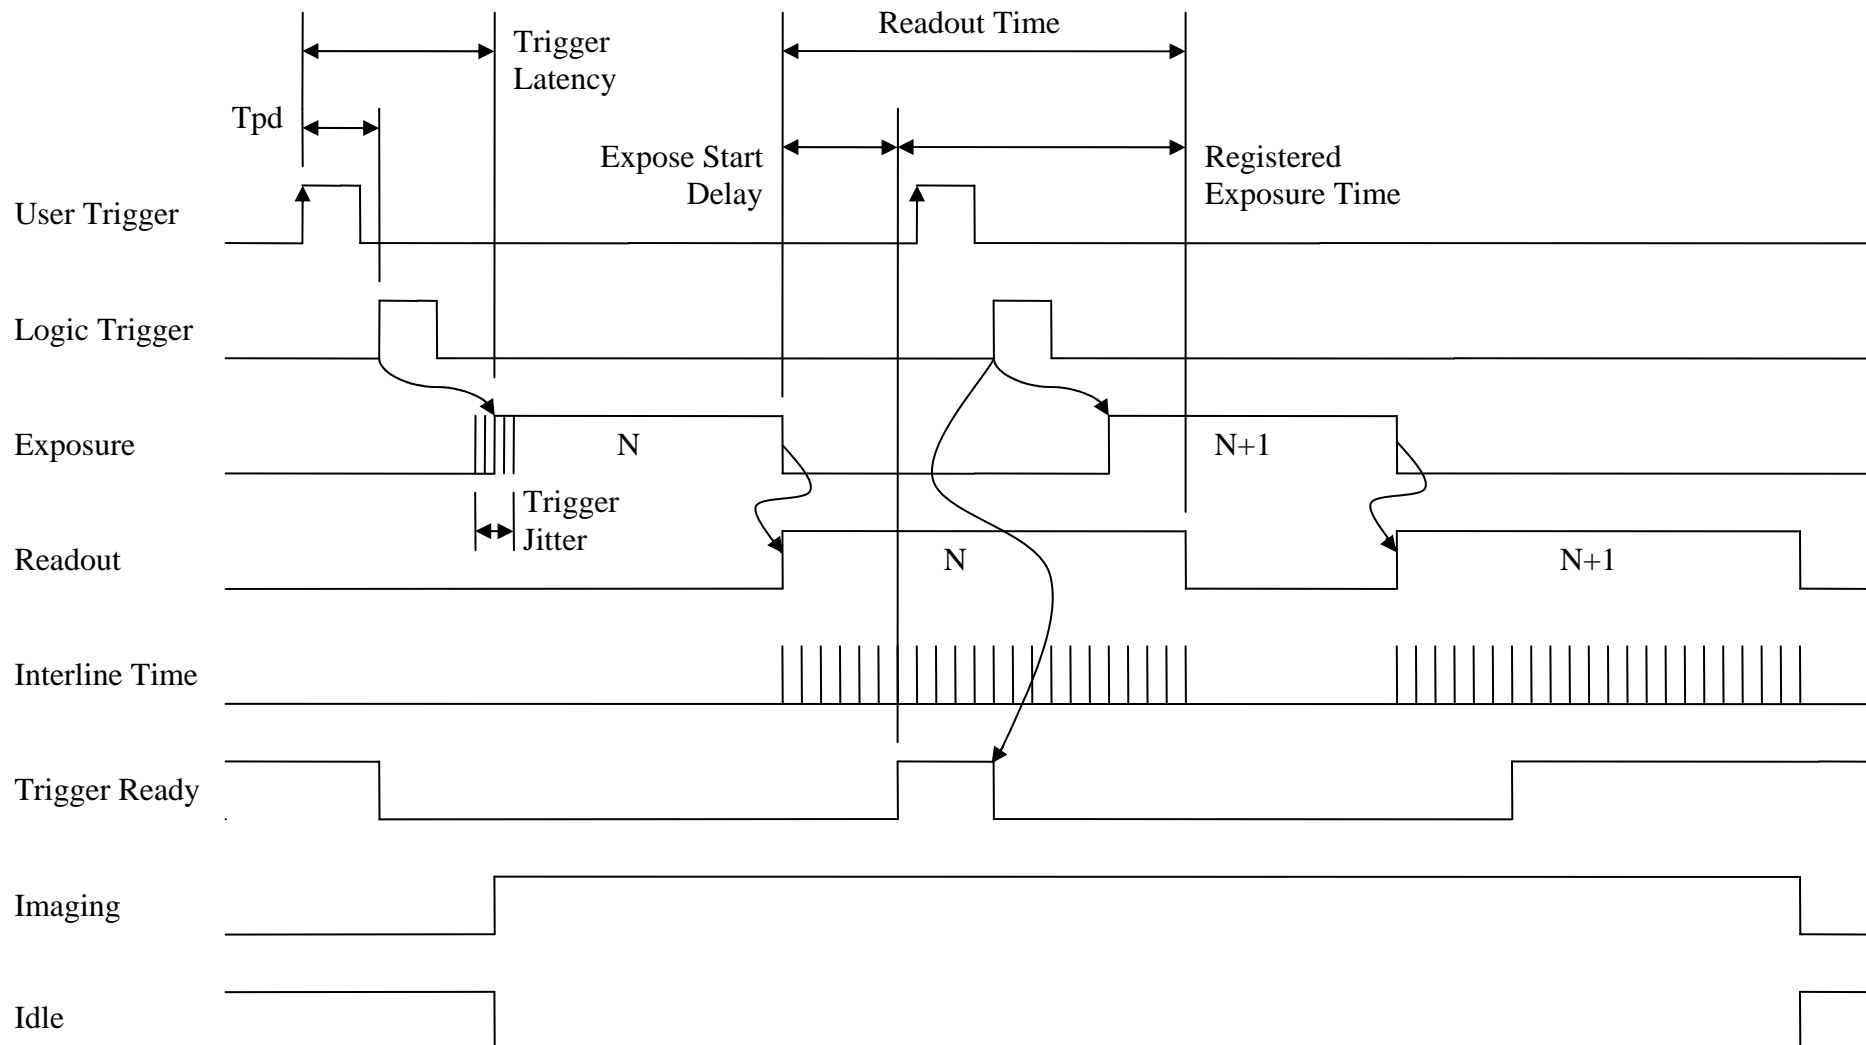 Readout Time
Trigger
Latency
Tpd
Expose Start
Delay
Registered
Exposure Time
User Trigger
Logic Trigger
Exposure
N
N+1
Trigger
Jitter
Readout
N
N+1
Interline Time
Trigger Ready
Imaging
Idle